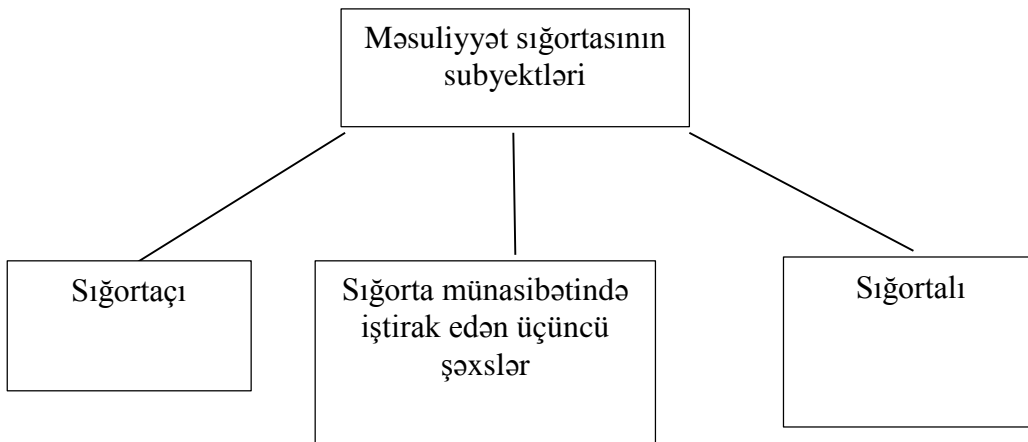 Məsuliyyət sığortasının
subyektləri
Sığortaçı
Sığorta münasibətində
iştirak edən üçüncü
şəxslər
Sığortalı